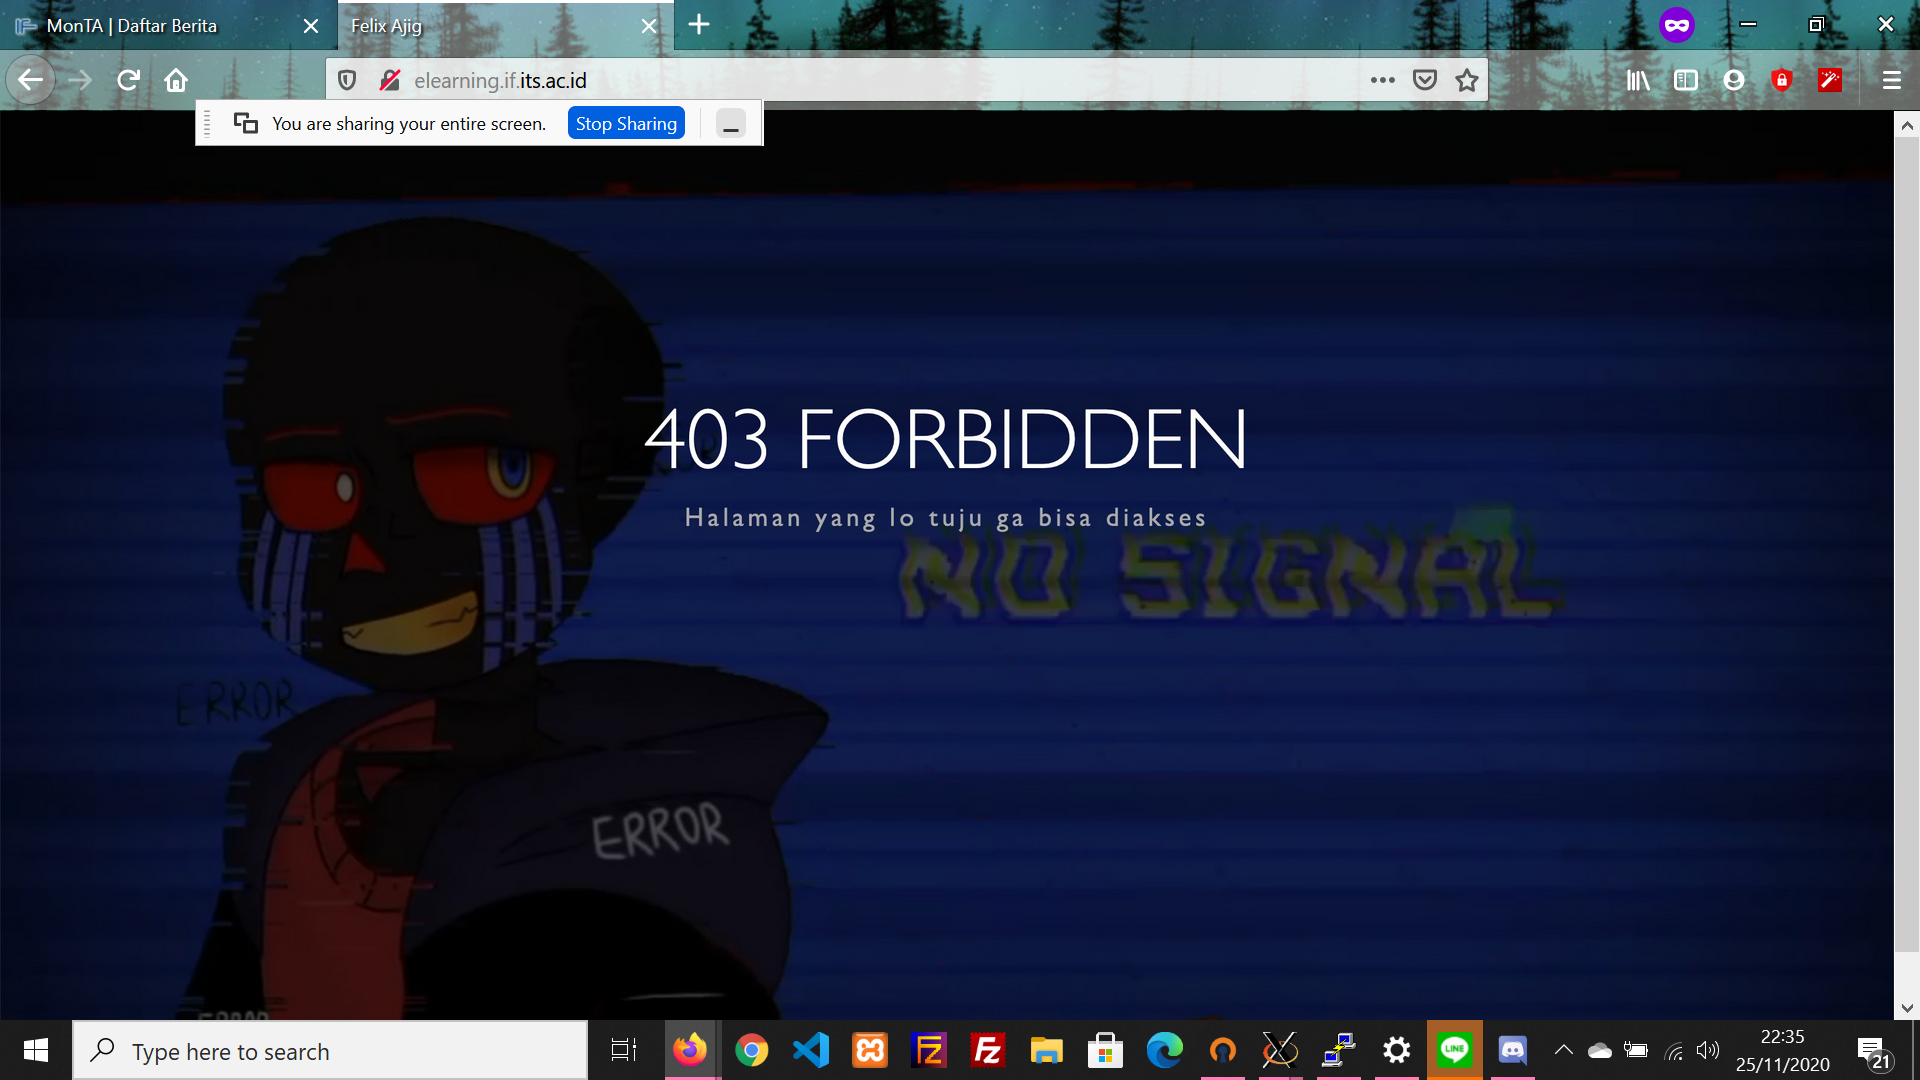 MonTA | Daftar Berita
Felix Ajig
elearning.if.its.ac.id
You are sharing your entire screen.
Stop Sharing
403 FORBIDDEN
Halaman yang lo tuju ga bisa diakses
NO SIGNAL
ERROR
ERROR
ERROR
Type here to search
LINE
22:35
25/11/2020
21